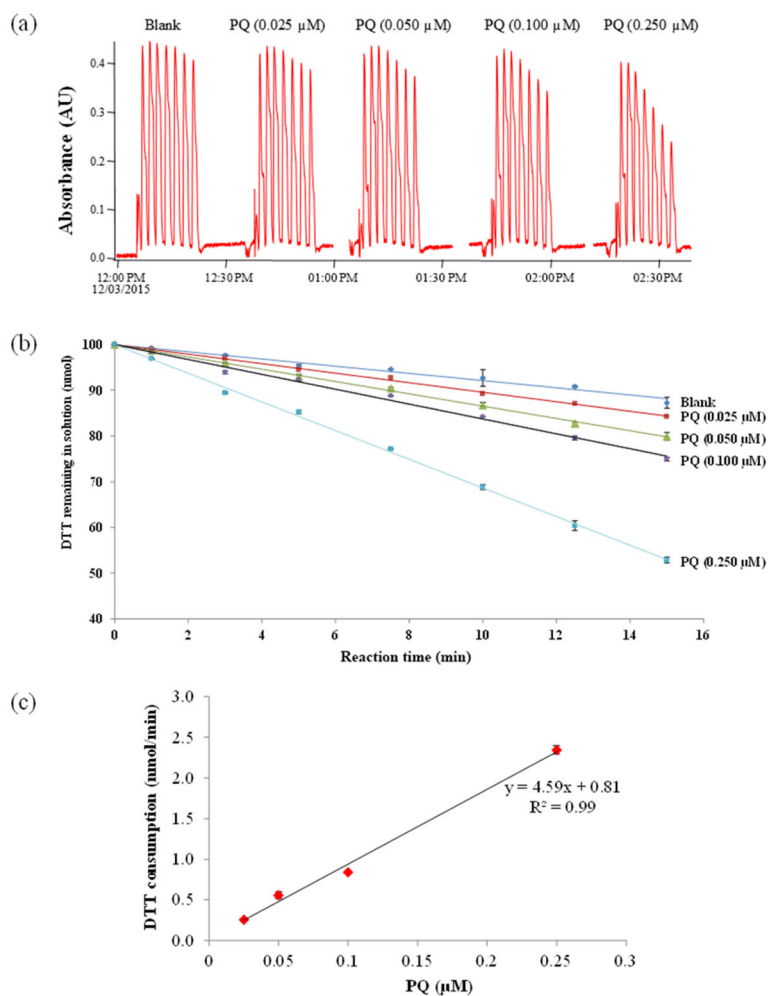 (a)
Blank PQ (0.025 µM) PQ (0.050 µM) PQ (0.100 µM) PQ (0.250 µM)
Absorbance (AU)
0.4
0.3
0.2
0.1
0.0
12:00 PM 12:30 PM 01:00 PM 01:30 PM 02:00 PM 02:30 PM
12/03/2015
(b)
DTT remaining in solution (nmol)
100
90
80
70
60
50
40
Blank
PQ (0.025 µM)
PQ (0.050 µM)
PQ (0.100 µM)
PQ (0.250 µM)
0 2 4 6 8 10 12 14 16
Reaction time (min)
(c)
DTT consumption (nmol/min)
3.0
2.5
2.0
1.5
1.0
0.5
0.0
y = 4.59x + 0.81
R² = 0.99
0 0.05 0.1 0.15 0.2 0.25 0.3
PQ (µM)